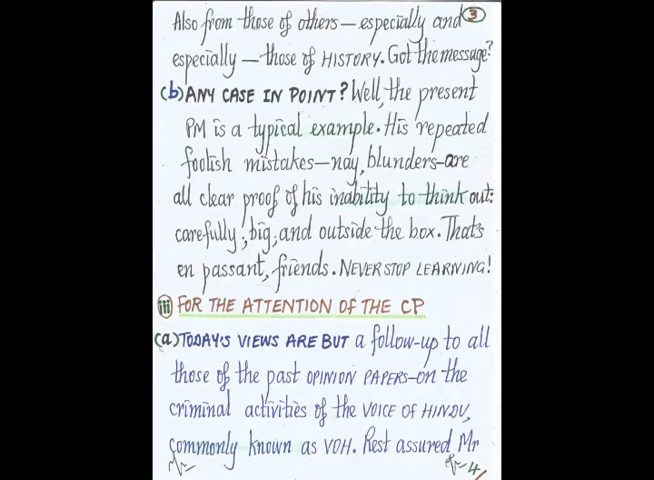 Also from those of others—especially and ③
especially—those of HISTORY. Got the message?
(b) ANY CASE IN POINT? Well, the present
PM is a typical example. His repeated
foolish mistakes—nay, blunders—are
all clear proof of his inability to think out:
carefully; big; and outside the box. That's
en passant, friends. NEVER STOP LEARNING!
iii FOR THE ATTENTION OF THE CP
(a) TODAY'S VIEWS ARE BUT a follow-up to all
those of the past OPINION PAPERS—on the
criminal activities of the VOICE OF HINDU,
commonly known as VOH. Rest assured Mr
4/